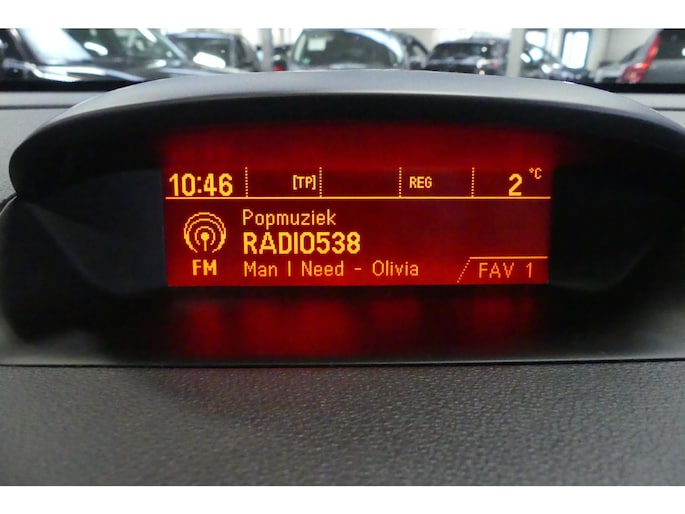 10:46 [TP] REG 2 °C
Popmuziek
RADIO538
FM Man I Need - Olivia FAV 1